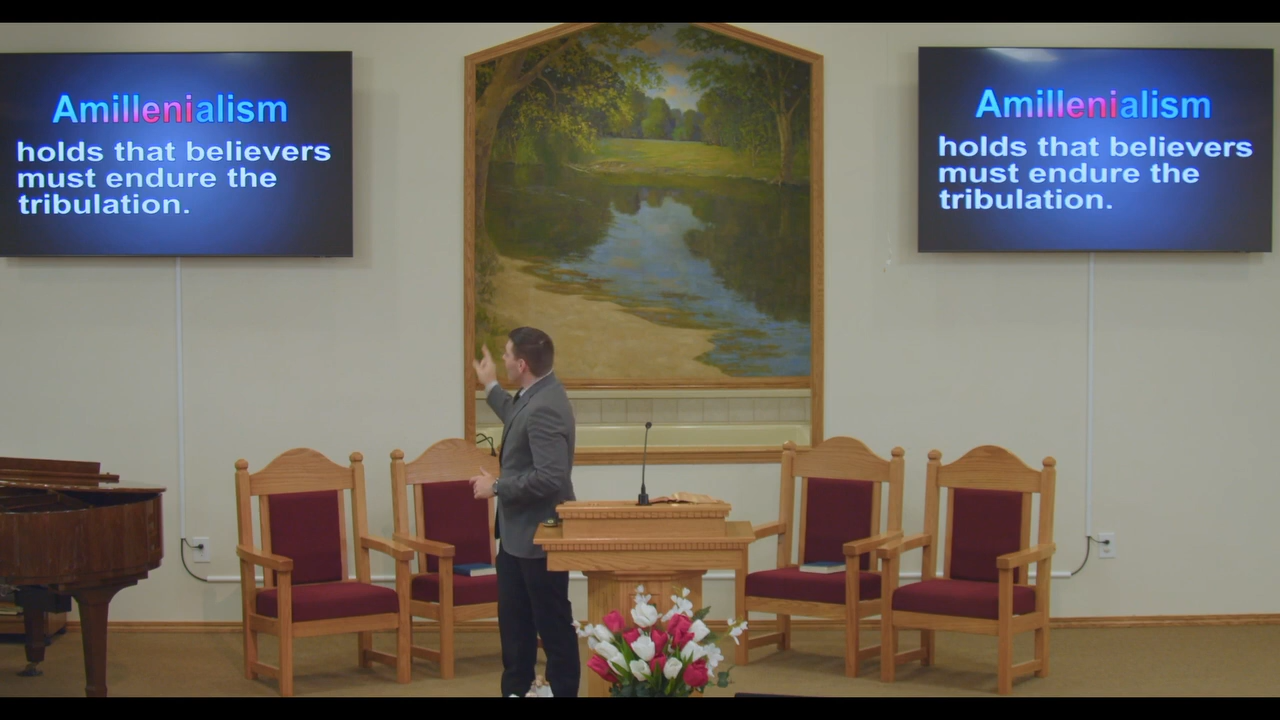 Amillenialism
holds that believers
must endure the
tribulation.
Amillenialism
holds that believers
must endure the
tribulation.